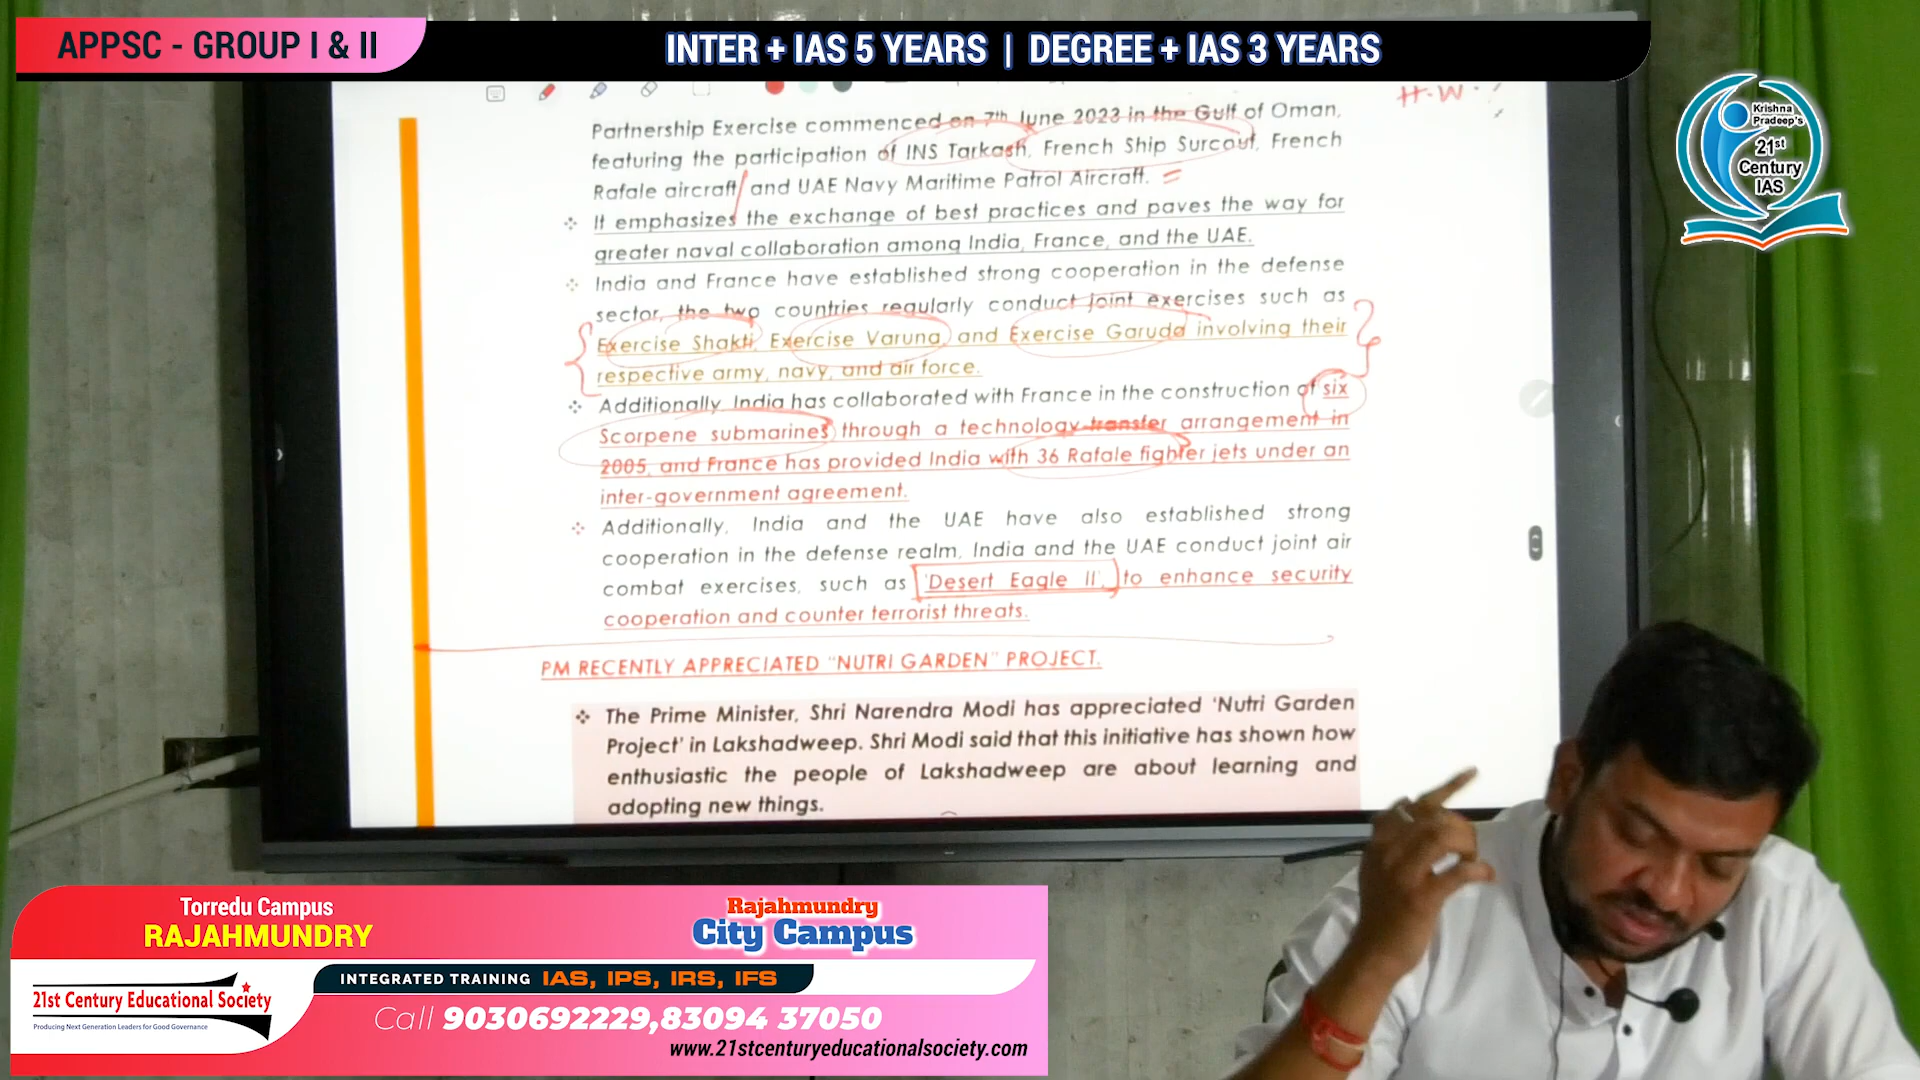 APPSC - GROUP I & II
INTER + IAS 5 YEARS | DEGREE + IAS 3 YEARS
H.W.
Krishna
Pradeep's
21st
Century
IAS
Partnership Exercise commenced on 7th June 2023 in the Gulf of Oman,
featuring the participation of INS Tarkash, French Ship Surcouf, French
Rafale aircraft and UAE Navy Maritime Patrol Aircraft.
❖ It emphasizes the exchange of best practices and paves the way for
greater naval collaboration among India, France, and the UAE.
❖ India and France have established strong cooperation in the defense
sector, the two countries regularly conduct joint exercises such as
Exercise Shakti, Exercise Varuna, and Exercise Garuda involving their
respective army, navy, and air force.
❖ Additionally, India has collaborated with France in the construction of six
Scorpene submarines through a technology transfer arrangement in
2005, and France has provided India with 36 Rafale fighter jets under an
inter-government agreement.
❖ Additionally, India and the UAE have also established strong
cooperation in the defense realm. India and the UAE conduct joint air
combat exercises, such as 'Desert Eagle II', to enhance security
cooperation and counter terrorist threats.
PM RECENTLY APPRECIATED "NUTRI GARDEN" PROJECT.
❖ The Prime Minister, Shri Narendra Modi has appreciated 'Nutri Garden
Project' in Lakshadweep. Shri Modi said that this initiative has shown how
enthusiastic the people of Lakshadweep are about learning and
adopting new things.
Torredu Campus
RAJAHMUNDRY
Rajahmundry
City Campus
21st Century Educational Society
Producing Next Generation Leaders for Good Governance
INTEGRATED TRAINING IAS, IPS, IRS, IFS
Call 9030692229,83094 37050
www.21stcenturyeducationalsociety.com